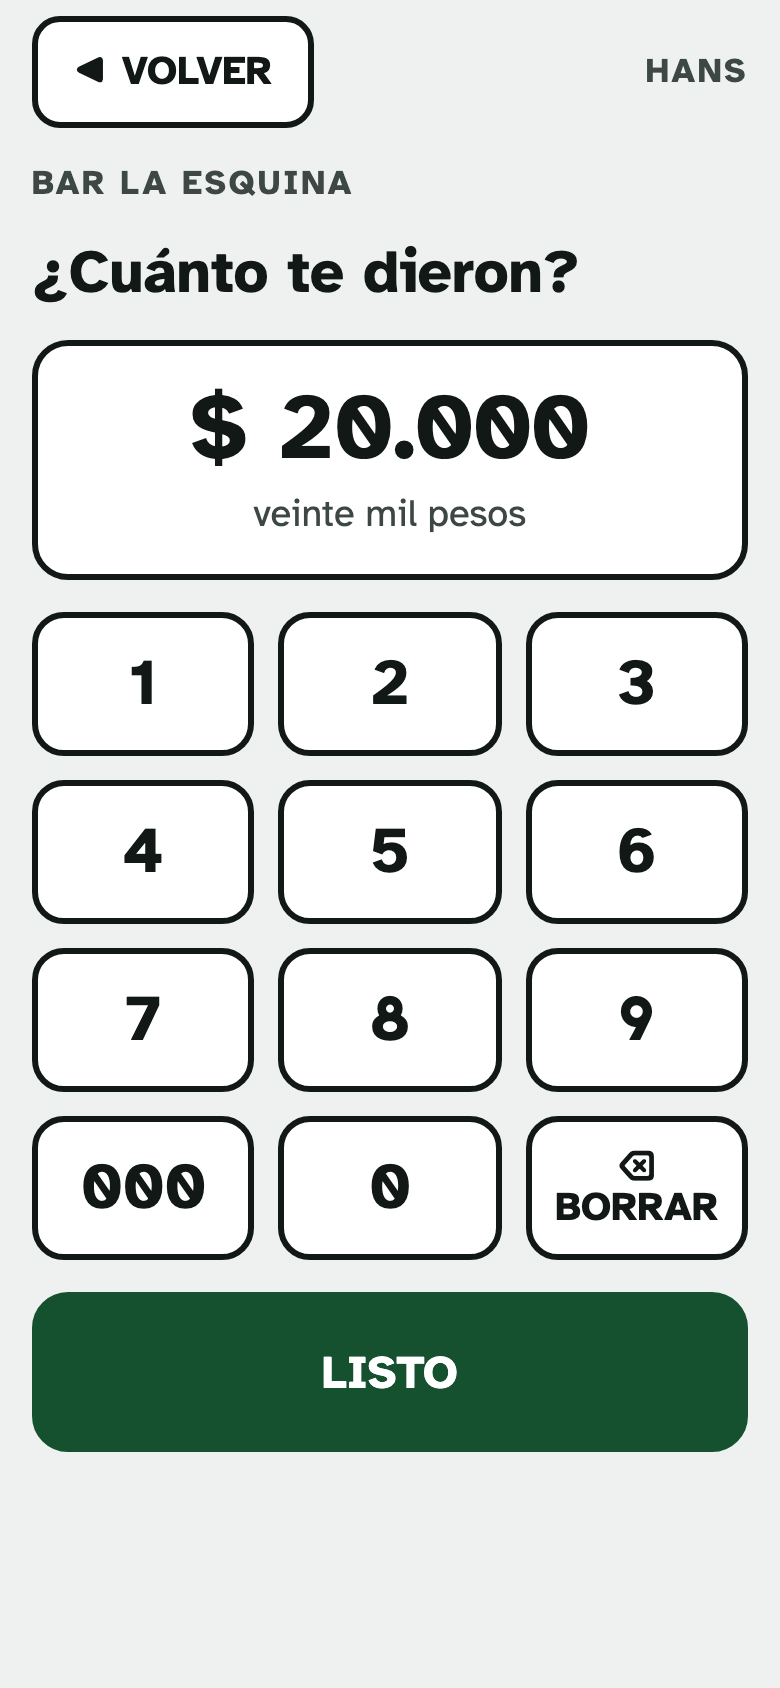 ◀ VOLVER
HANS
BAR LA ESQUINA
¿Cuánto te dieron?
$ 20.000
veinte mil pesos
1 2 3
4 5 6
7 8 9
000 0 BORRAR
LISTO